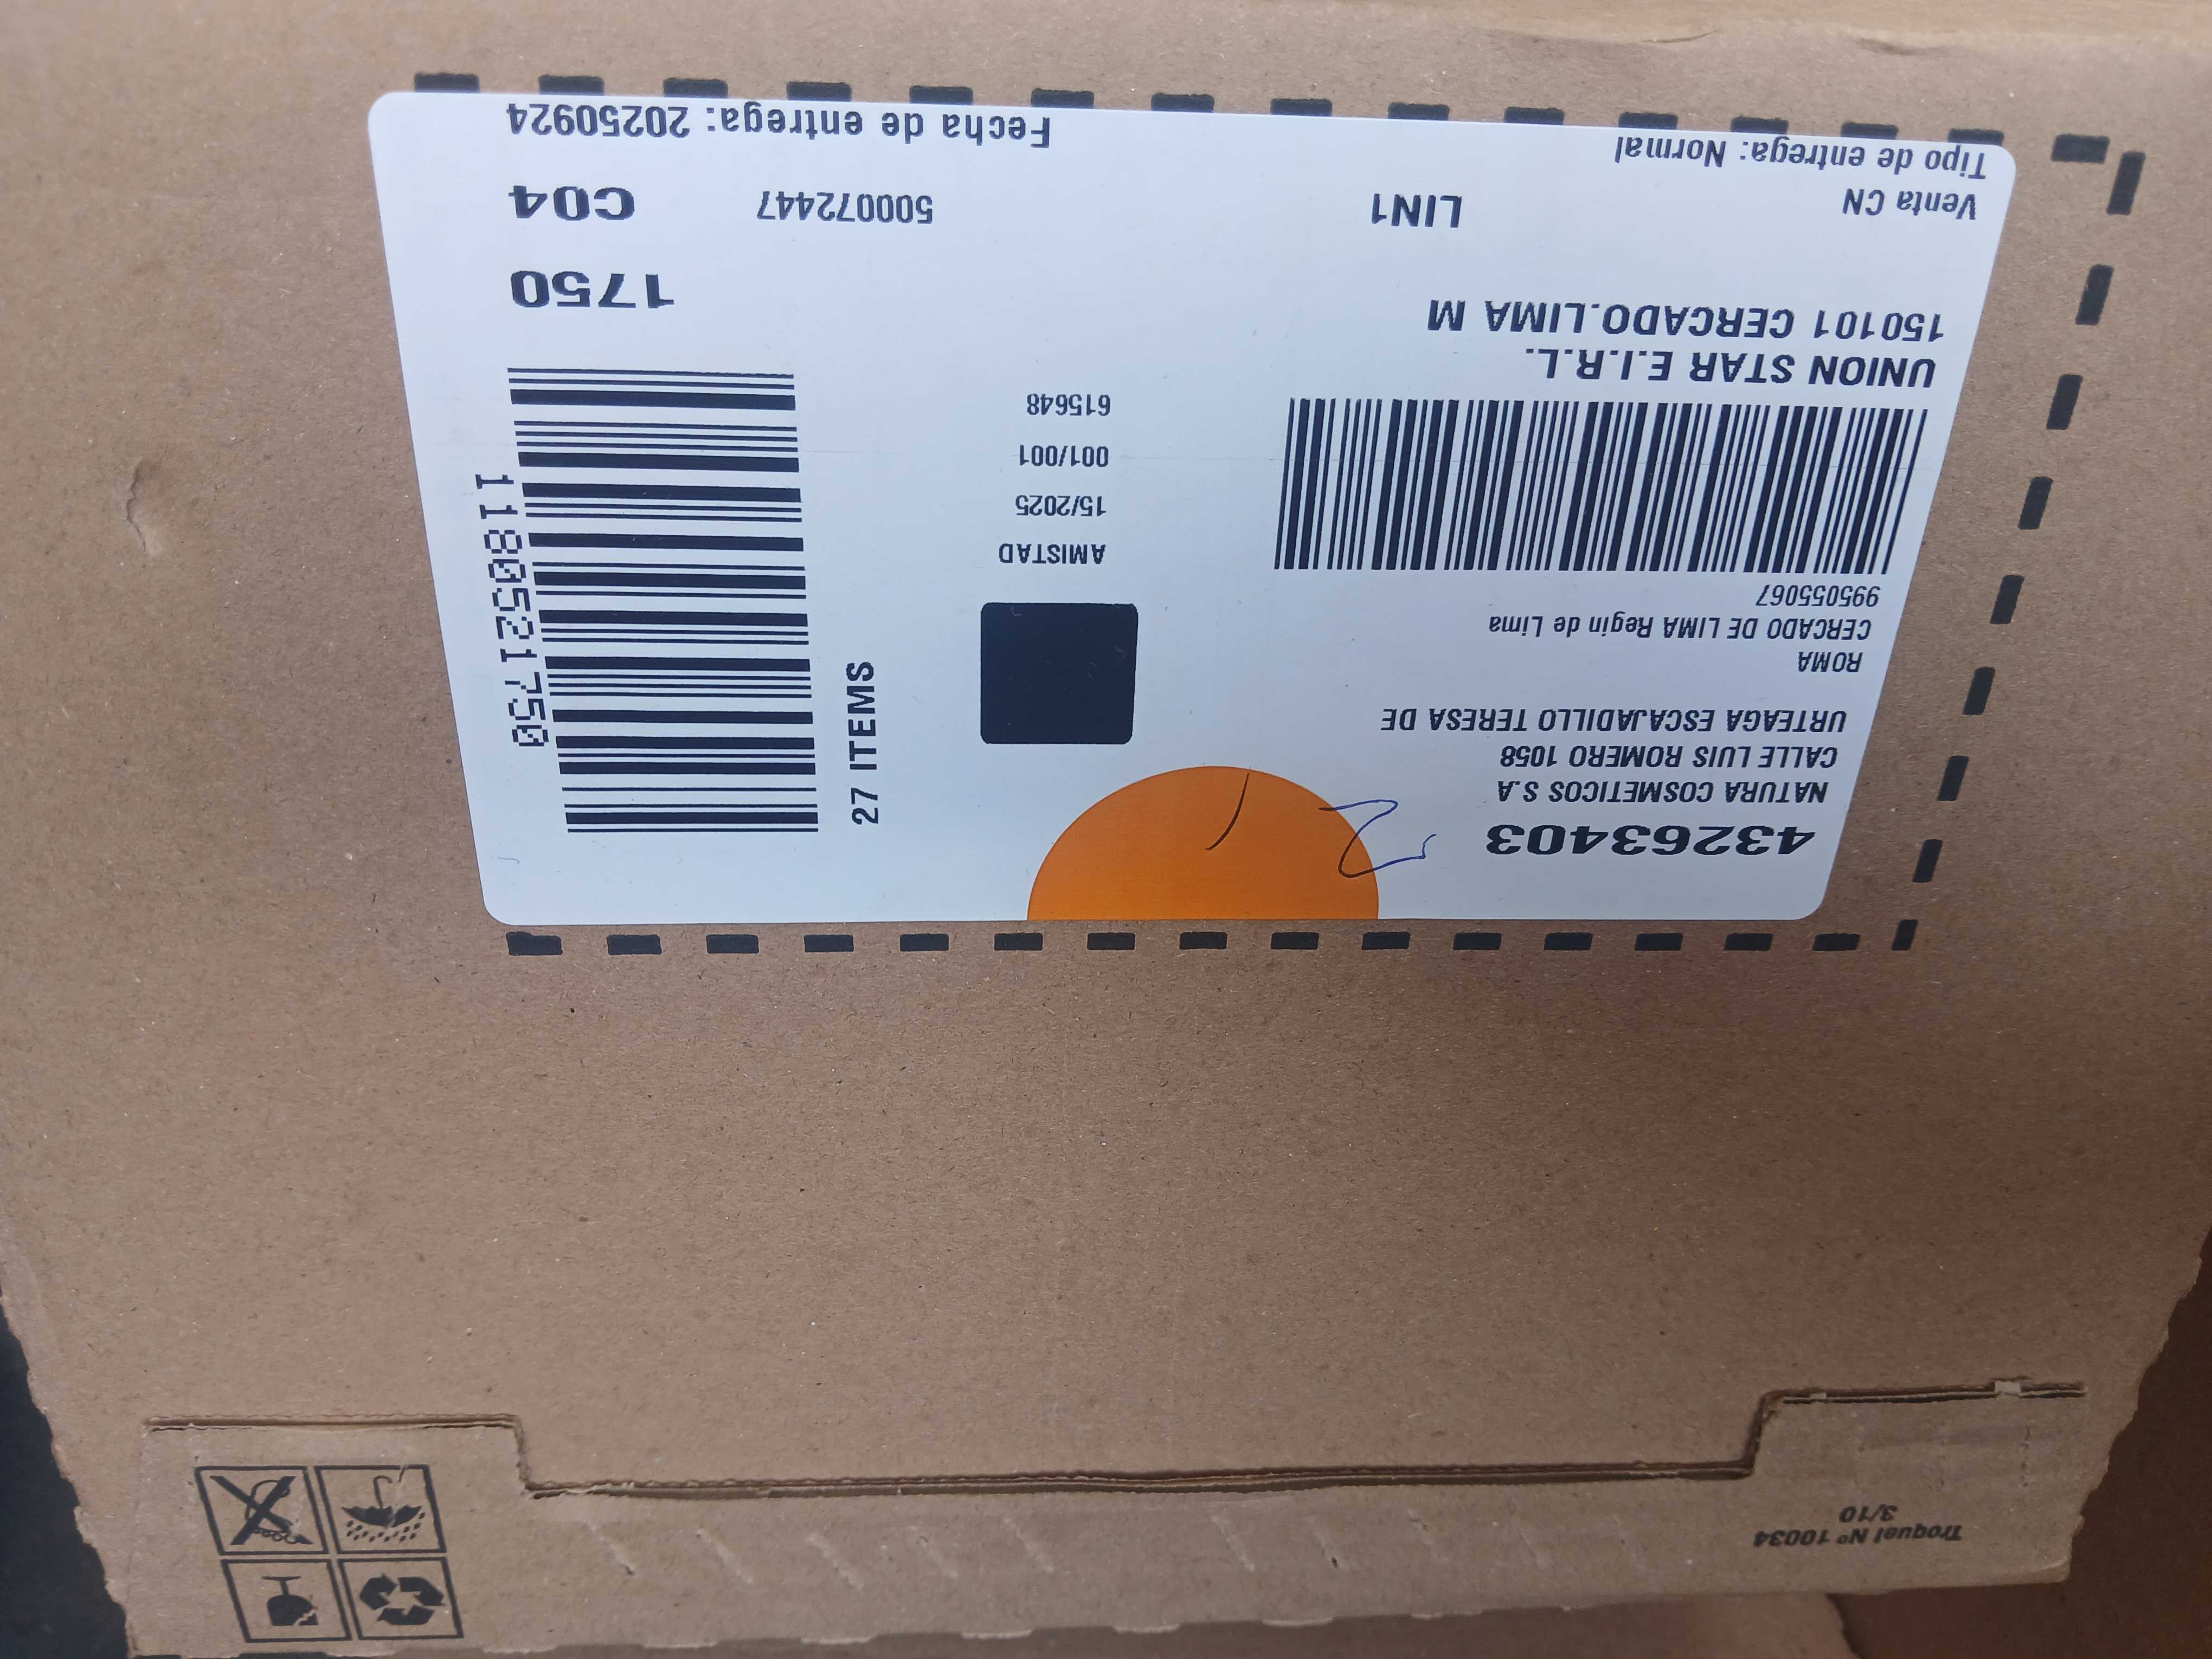 43263403
NATURA COSMETICOS S.A
CALLE LUIS ROMERO 1058
URTEAGA ESCAJADILLO TERESA DE
ROMA
CERCADO DE LIMA Regin de Lima
995055067
UNION STAR E.I.R.L.
150101 CERCADO.LIMA M
Venta CN
LIN1
Tipo de entrega: Normal
AMISTAD
15/2025
001/001
615648
27 ITEMS
1180521750
1750
500072447
C04
Fecha de entrega: 20250924
Troquel Nº 10034
3/10